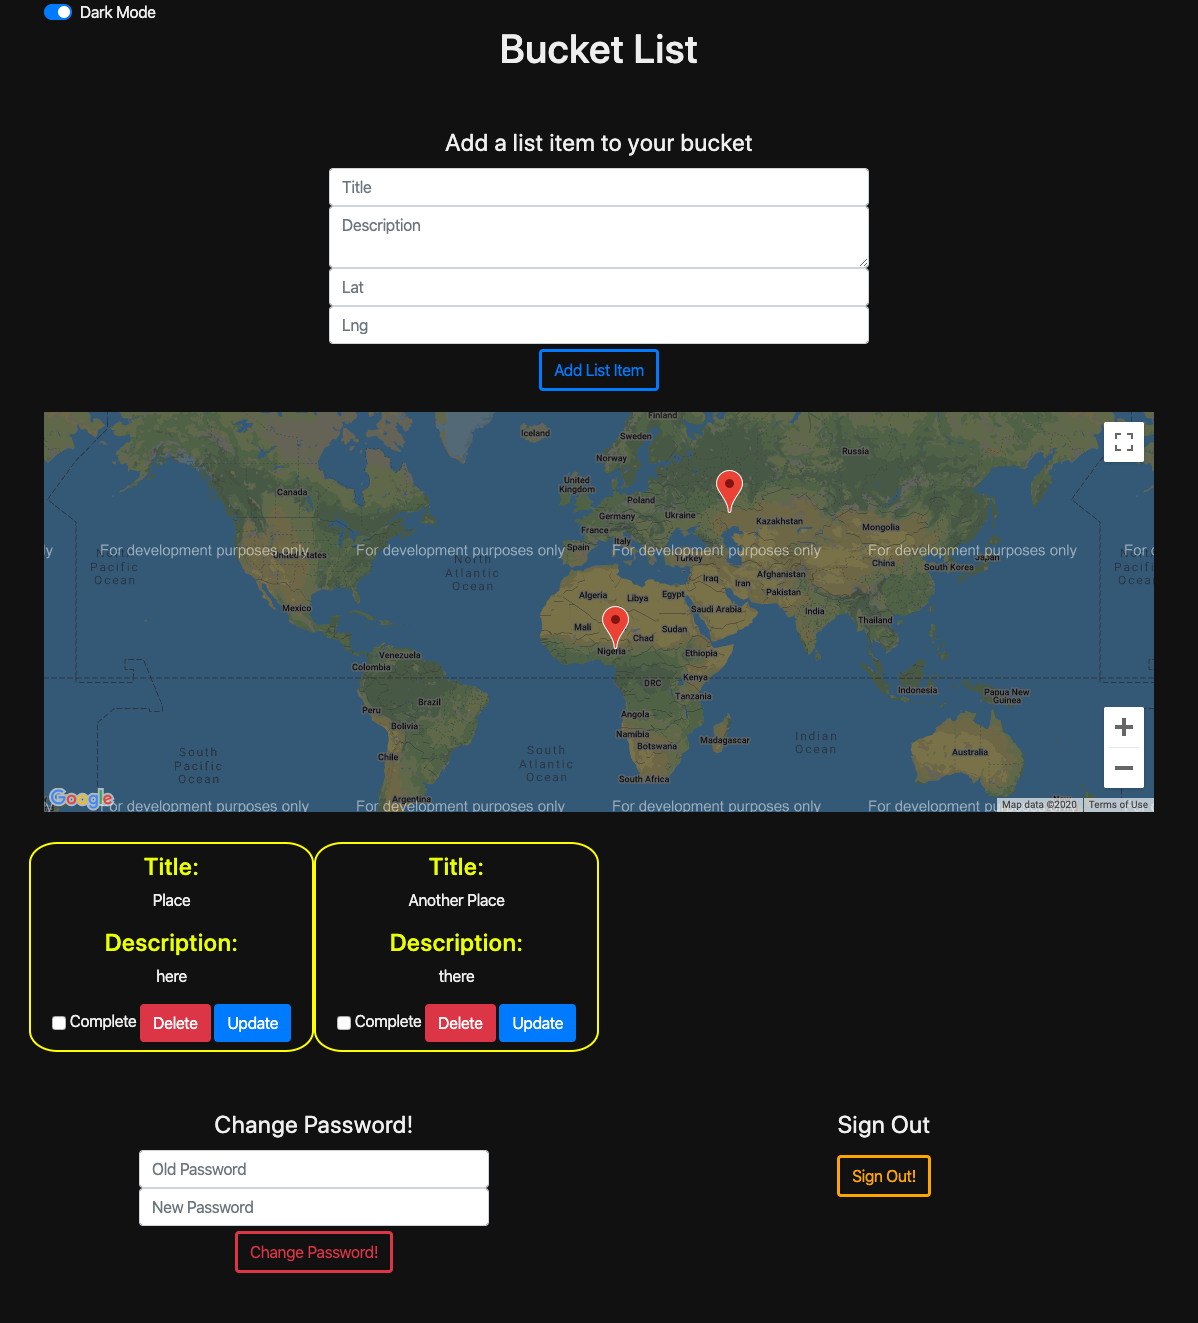 Dark Mode
Bucket List
Add a list item to your bucket
Title
Description
Lat
Lng
Add List Item
Finland
Iceland
Sweden
Russia
Norway
United
Kingdom
Canada
Poland
Germany
Ukraine
Kazakhstan
Mongolia
France
Italy
Spain
ly
For development purposes only
For development purposes only
For development purposes only
For development purposes only
United States
Turkey
China
Japan
South Korea
North
Atlantic
Ocean
Pacific
Ocean
Pacifi
Ocea
Iraq
Iran
Afghanistan
Pakistan
Algeria
Libya
Egypt
Saudi Arabia
India
Mexico
Mali
Chad
Sudan
Thailand
Nigeria
Ethiopia
Venezuela
Colombia
Kenya
DRC
Tanzania
Indonesia
Papua New
Guinea
Brazil
Peru
Angola
Bolivia
Namibia
Botswana
Madagascar
Indian
Ocean
South
Pacific
Ocean
South
Atlantic
Ocean
Chile
Australia
South Africa
Argentina
Google
For development purposes only
For development purposes only
For development purposes only
For development pu
Map data ©2020
Terms of Use
Title:
Place
Description:
here
Complete Delete Update
Title:
Another Place
Description:
there
Complete Delete Update
Change Password!
Old Password
New Password
Change Password!
Sign Out
Sign Out!